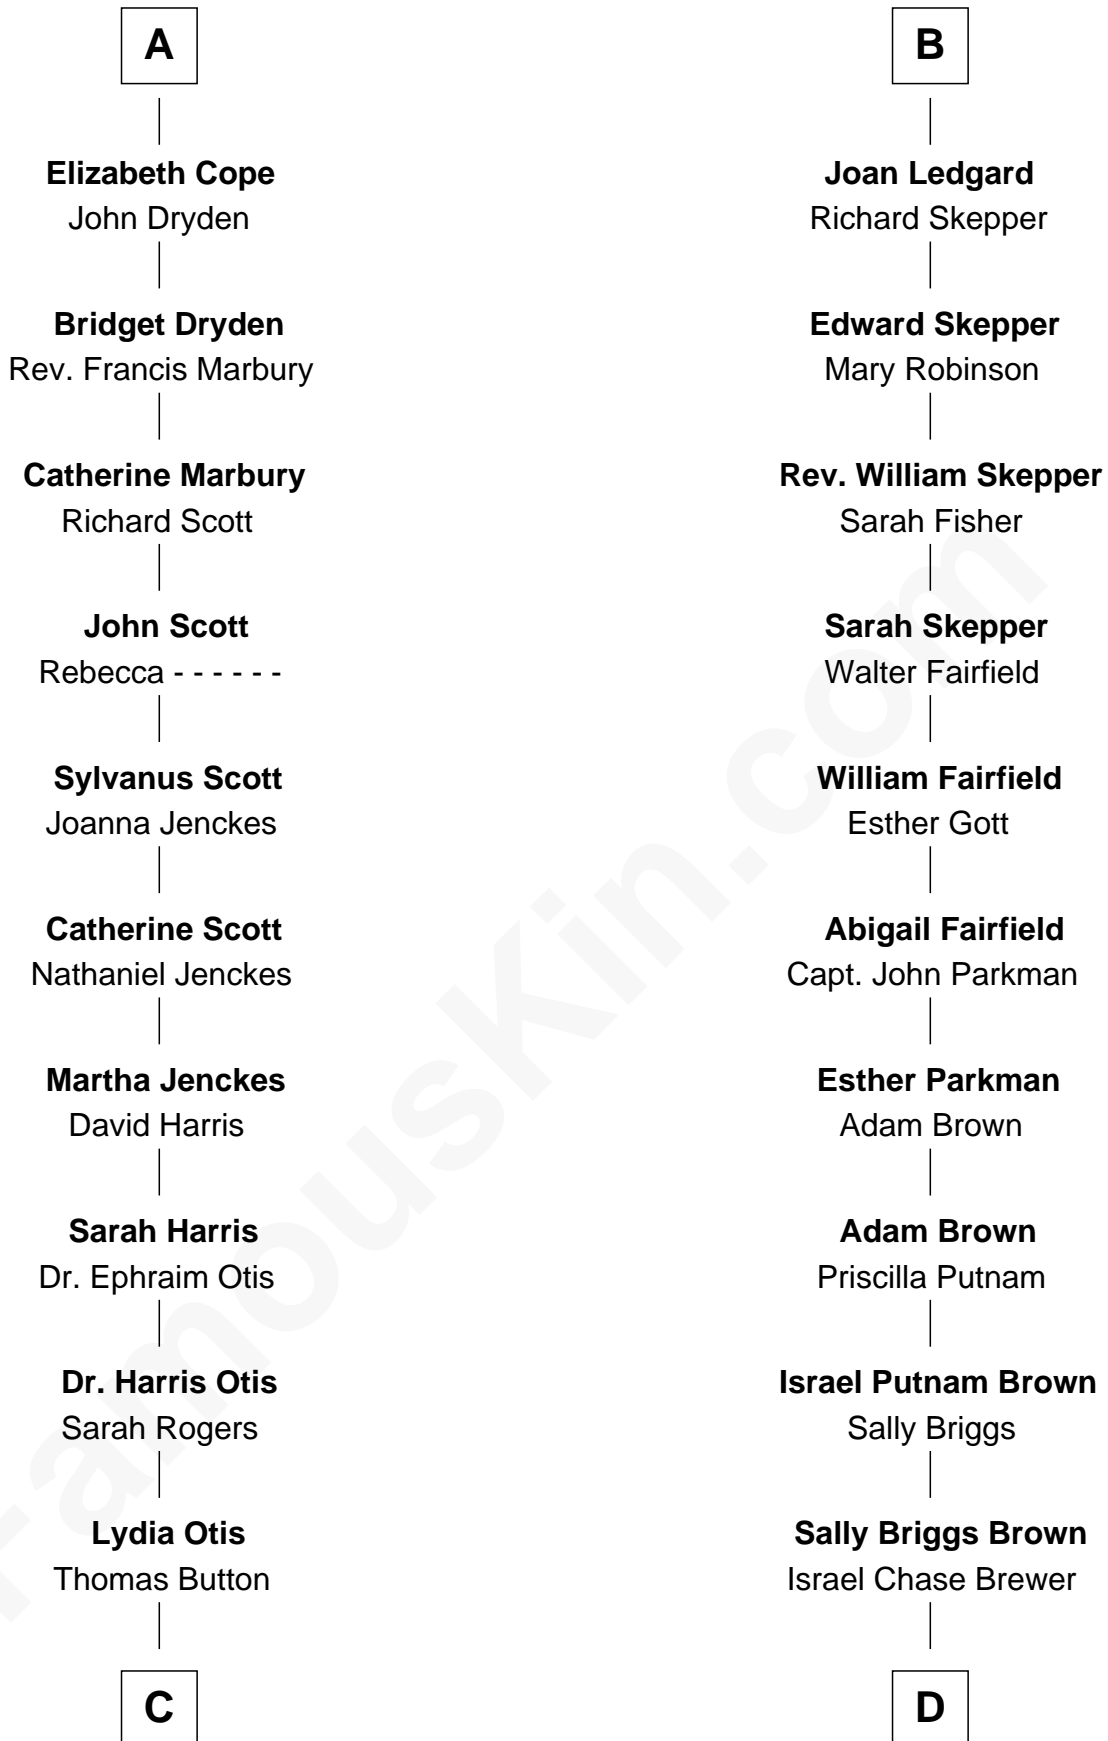 A
Elizabeth Cope
John Dryden
Bridget Dryden
Rev. Francis Marbury
Catherine Marbury
Richard Scott
John Scott
Rebecca - - - - - -
Sylvanus Scott
Joanna Jenckes
Catherine Scott
Nathaniel Jenckes
Martha Jenckes
David Harris
Sarah Harris
Dr. Ephraim Otis
Dr. Harris Otis
Sarah Rogers
Lydia Otis
Thomas Button
C
B
Joan Ledgard
Richard Skepper
Edward Skepper
Mary Robinson
Rev. William Skepper
Sarah Fisher
Sarah Skepper
Walter Fairfield
William Fairfield
Esther Gott
Abigail Fairfield
Capt. John Parkman
Esther Parkman
Adam Brown
Adam Brown
Priscilla Putnam
Israel Putnam Brown
Sally Briggs
Sally Briggs Brown
Israel Chase Brewer
D
FamousKin.com